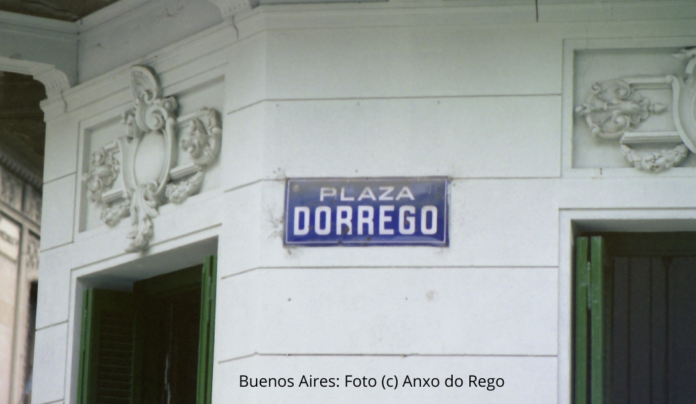 PLAZA
DORREGO
Buenos Aires: Foto (c) Anxo do Rego